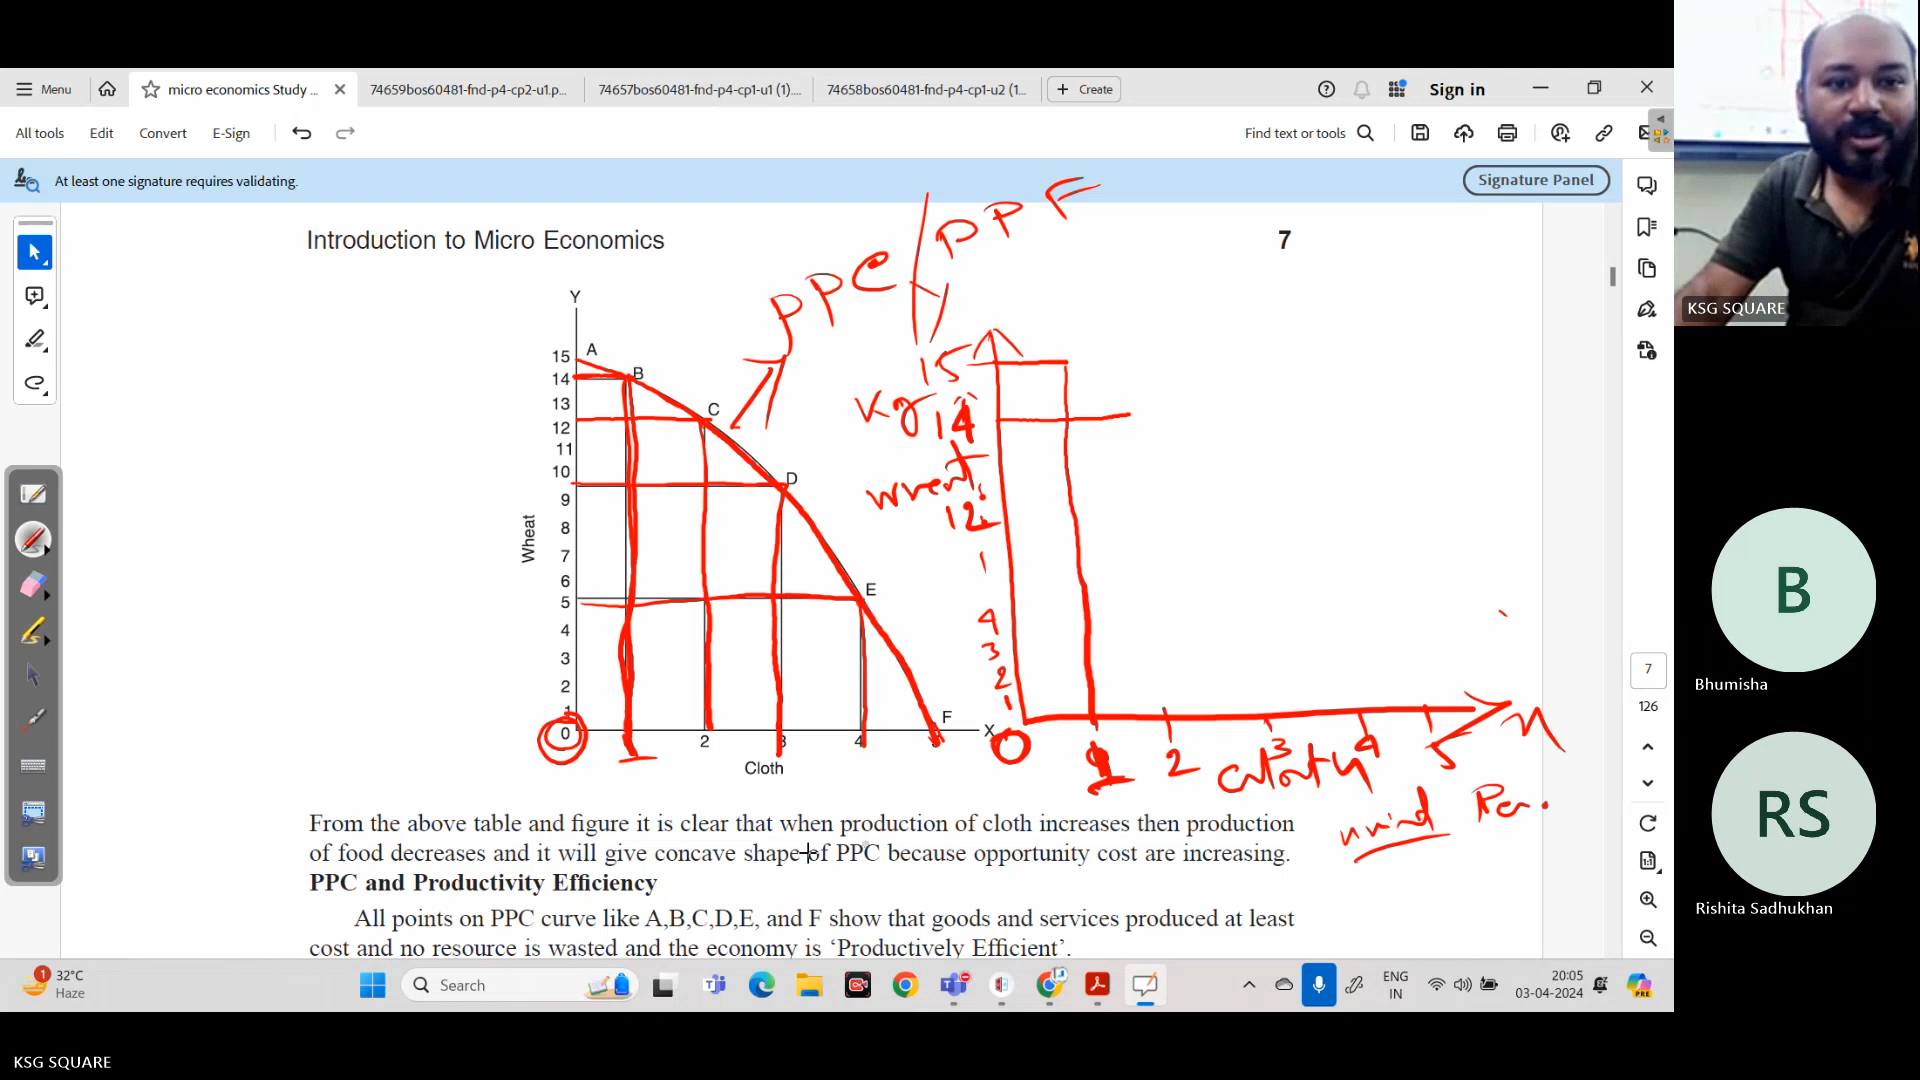 Menu
micro economics Study ...
74659bos60481-fnd-p4-cp2-u1.p...
74657bos60481-fnd-p4-cp1-u1 (1)....
74658bos60481-fnd-p4-cp1-u2 (1...
Create
Sign in
All tools
Edit
Convert
E-Sign
Find text or tools
At least one signature requires validating.
Signature Panel
KSG SQUARE
Introduction to Micro Economics
7
PPC / PPF
Y
A
B
C
D
E
F
15
14
13
12
11
10
9
8
7
6
5
4
3
2
1
0
Wheat
2
3
4
5
X
Cloth
15
Kg 14
12
1
4
3
2
1
0
2
3
4
5
From the above table and figure it is clear that when production of cloth increases then production
of food decreases and it will give concave shape of PPC because opportunity cost are increasing.
PPC and Productivity Efficiency
All points on PPC curve like A,B,C,D,E, and F show that goods and services produced at least
cost and no resource is wasted and the economy is ‘Productively Efficient’.
7
126
B
Bhumisha
RS
Rishita Sadhukhan
1
32°C
Haze
Search
ENG
IN
20:05
03-04-2024
PRE
KSG SQUARE